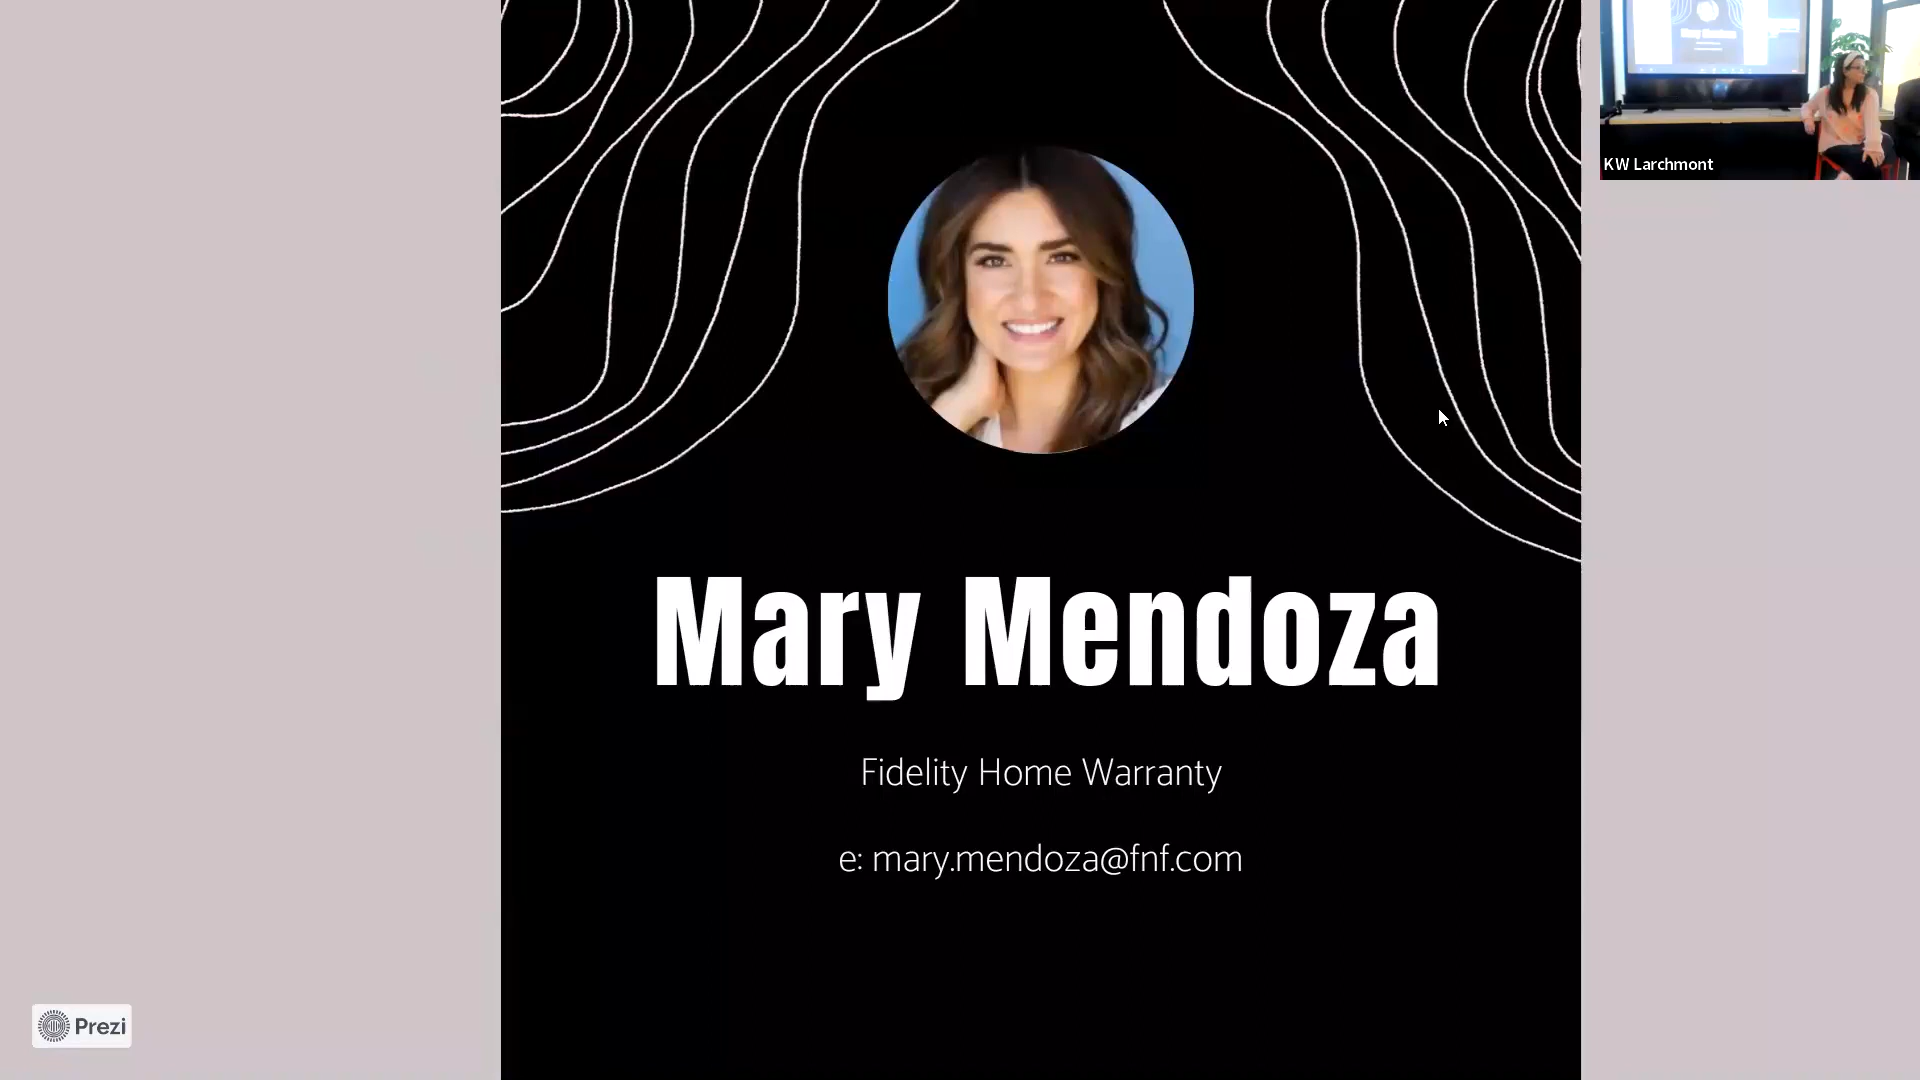 KW Larchmont
Mary Mendoza
Fidelity Home Warranty
e: mary.mendoza@fnf.com
Prezi